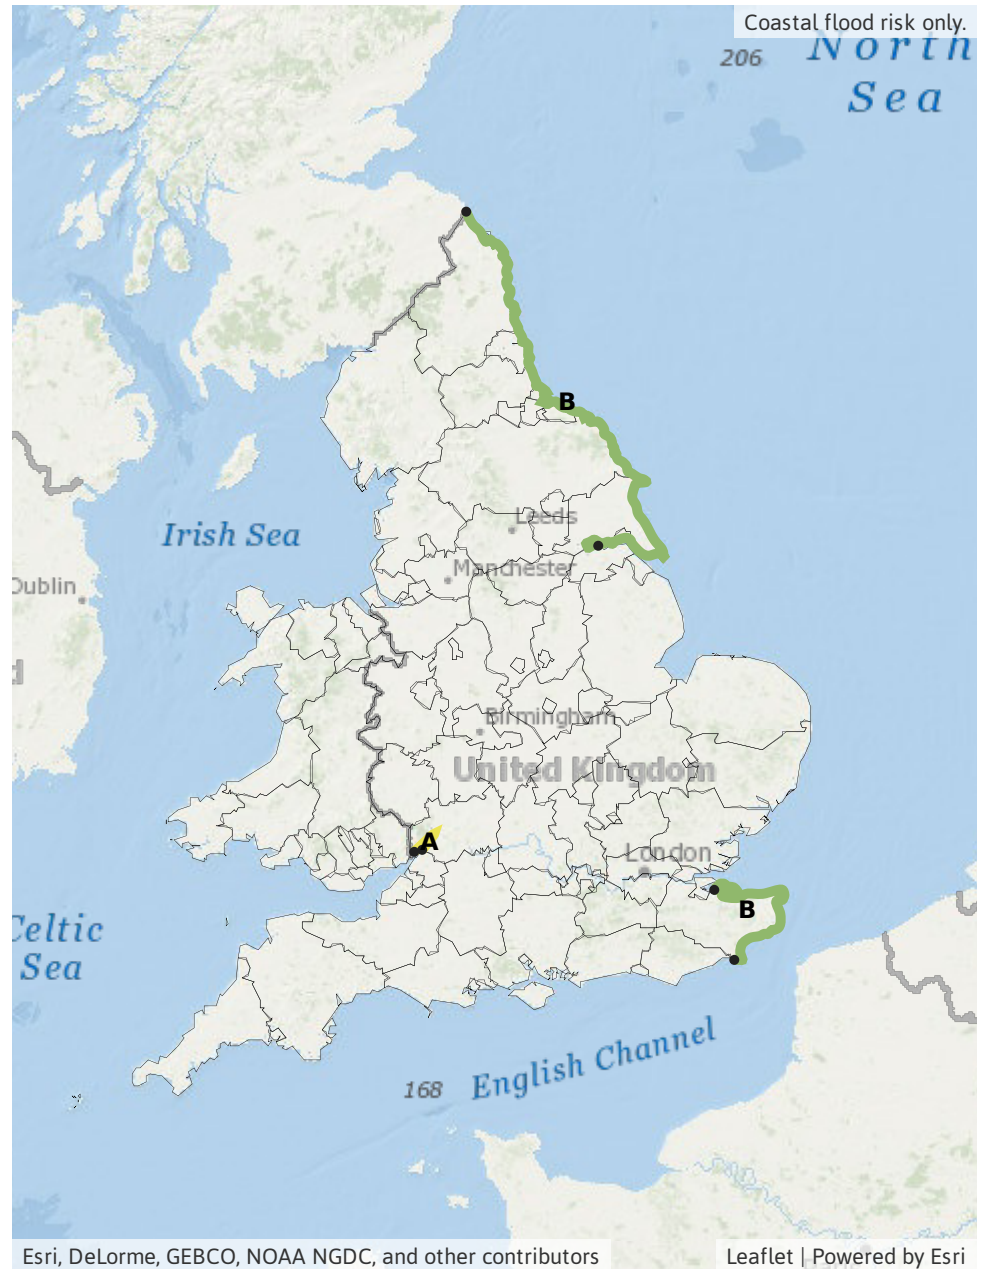 Coastal flood risk only.
206
North
Sea
B
Leeds
Irish Sea
Manchester
Dublin
d
Birmingham
United Kingdom
A
London
B
Celtic
Sea
English Channel
168
Esri, DeLorme, GEBCO, NOAA NGDC, and other contributors
Leaflet | Powered by Esri